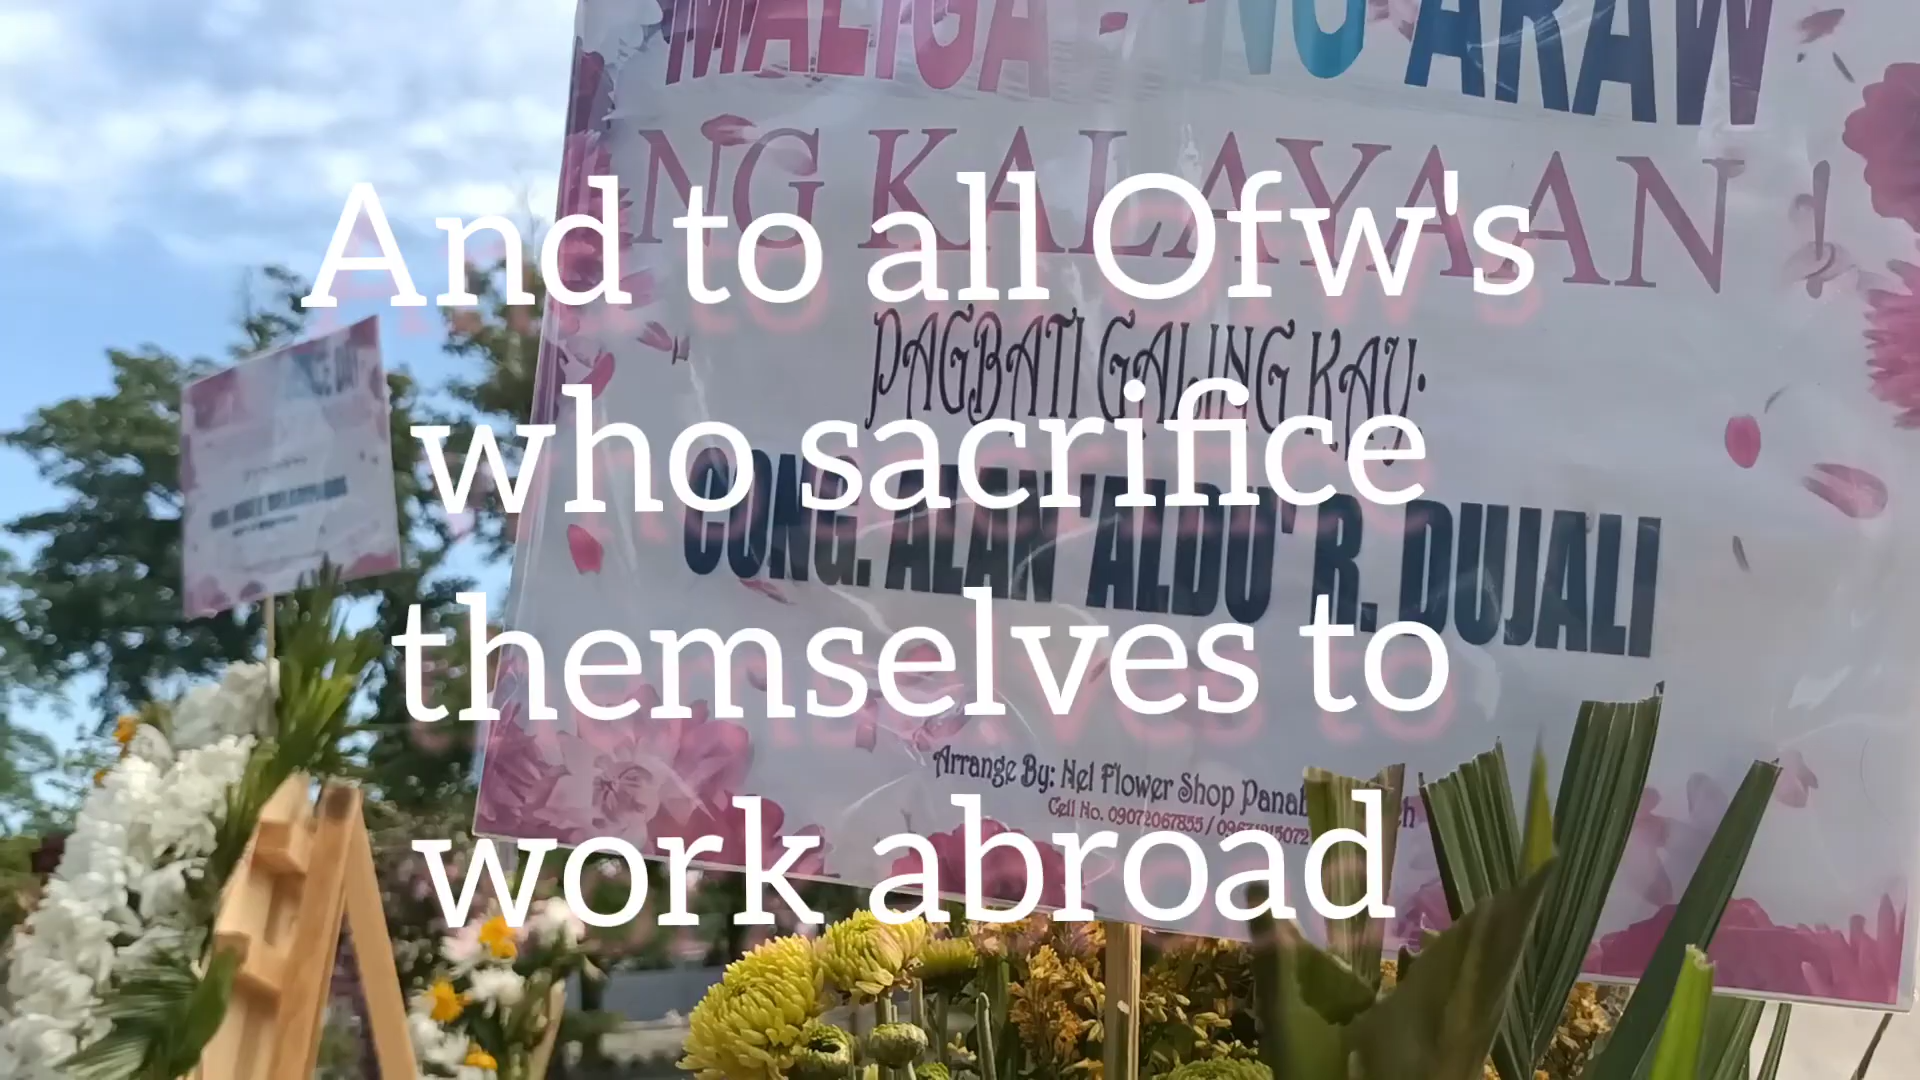 NG ARAW
NG KALAYAAN !
And to all Ofw's
PAGBATI GALING KAY:
who sacrifice
CONG. ALAN "ALDU" R. DUJALI
themselves to
Arrange By: Nel Flower Shop
Cell No. 09072067855 /
work abroad